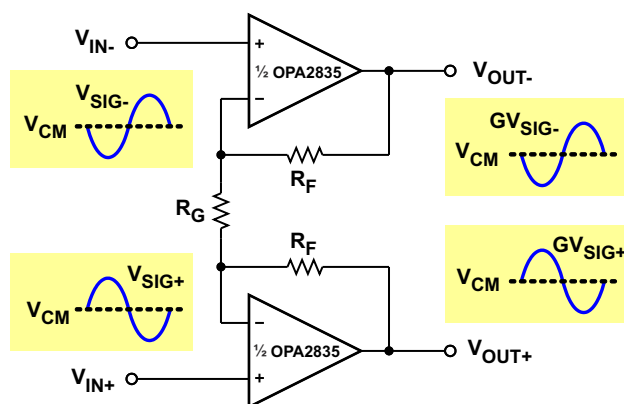 VIN-
+
½ OPA2835
−
VOUT-
VSIG-
VCM
GVSIG-
VCM
RF
RG
RF
VSIG+
VCM
GVSIG+
VCM
−
½ OPA2835
+
VOUT+
VIN+